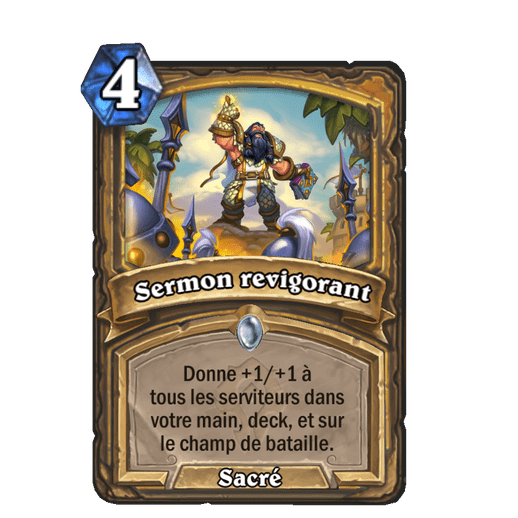 4
Sermon revigorant
Donne +1/+1 à
tous les serviteurs dans
votre main, deck, et sur
le champ de bataille.
Sacré